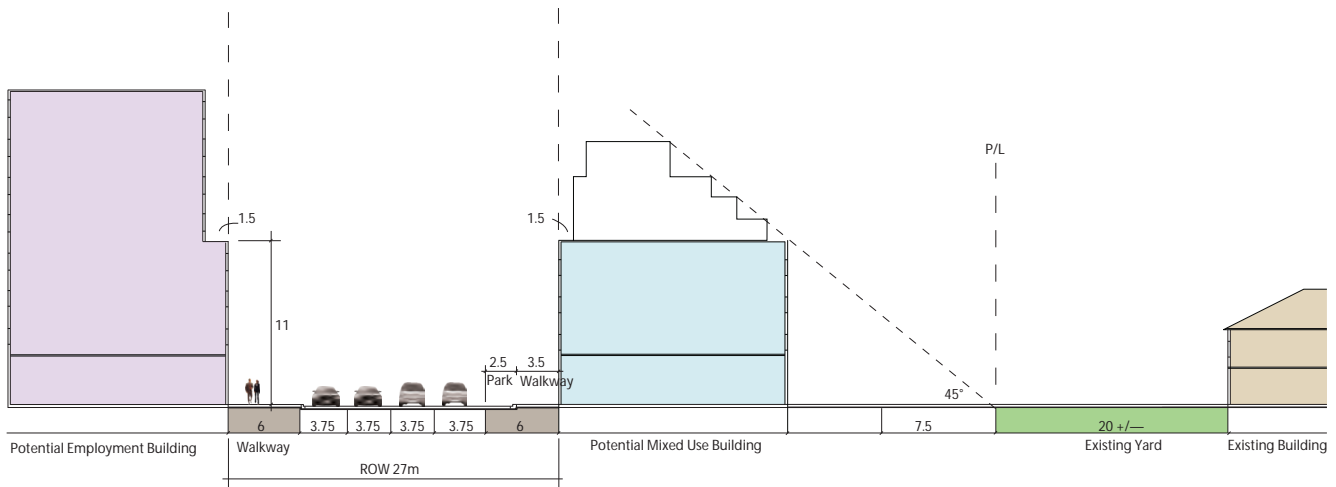 P/L
1.5
1.5
11
2.5 3.5
Park Walkway
45°
6 3.75 3.75 3.75 3.75 6 7.5 20 +/—
Potential Employment Building Walkway Potential Mixed Use Building Existing Yard Existing Building
ROW 27m